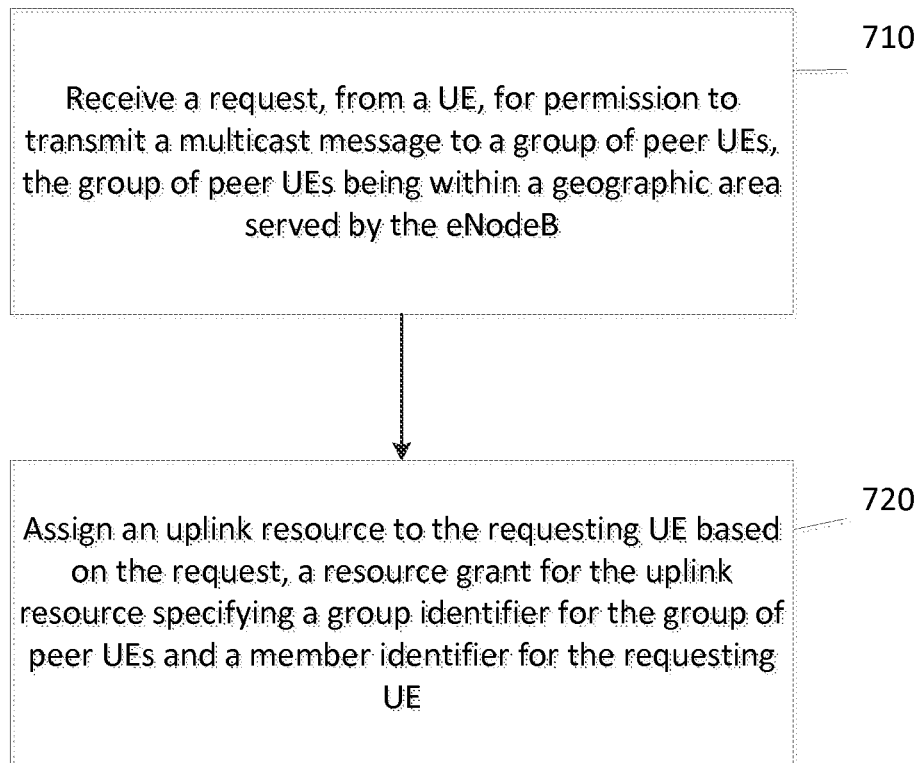 710
Receive a request, from a UE, for permission to
transmit a multicast message to a group of peer UEs,
the group of peer UEs being within a geographic area
served by the eNodeB
720
Assign an uplink resource to the requesting UE based
on the request, a resource grant for the uplink
resource specifying a group identifier for the group of
peer UEs and a member identifier for the requesting
UE